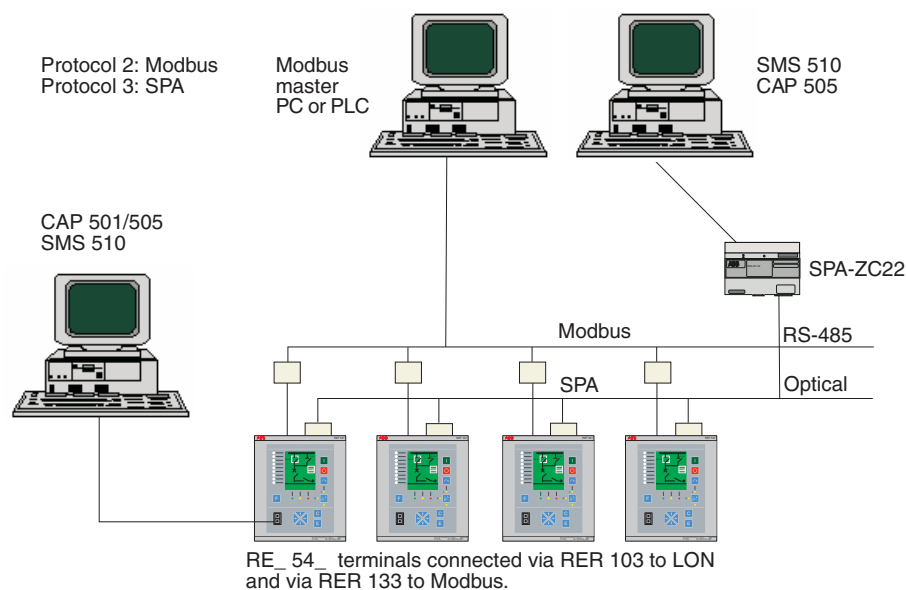 Protocol 2: Modbus
Protocol 3: SPA
Modbus
master
PC or PLC
SMS 510
CAP 505
CAP 501/505
SMS 510
SPA-ZC22
Modbus
RS-485
SPA
Optical
RE_ 54_ terminals connected via RER 103 to LON
and via RER 133 to Modbus.